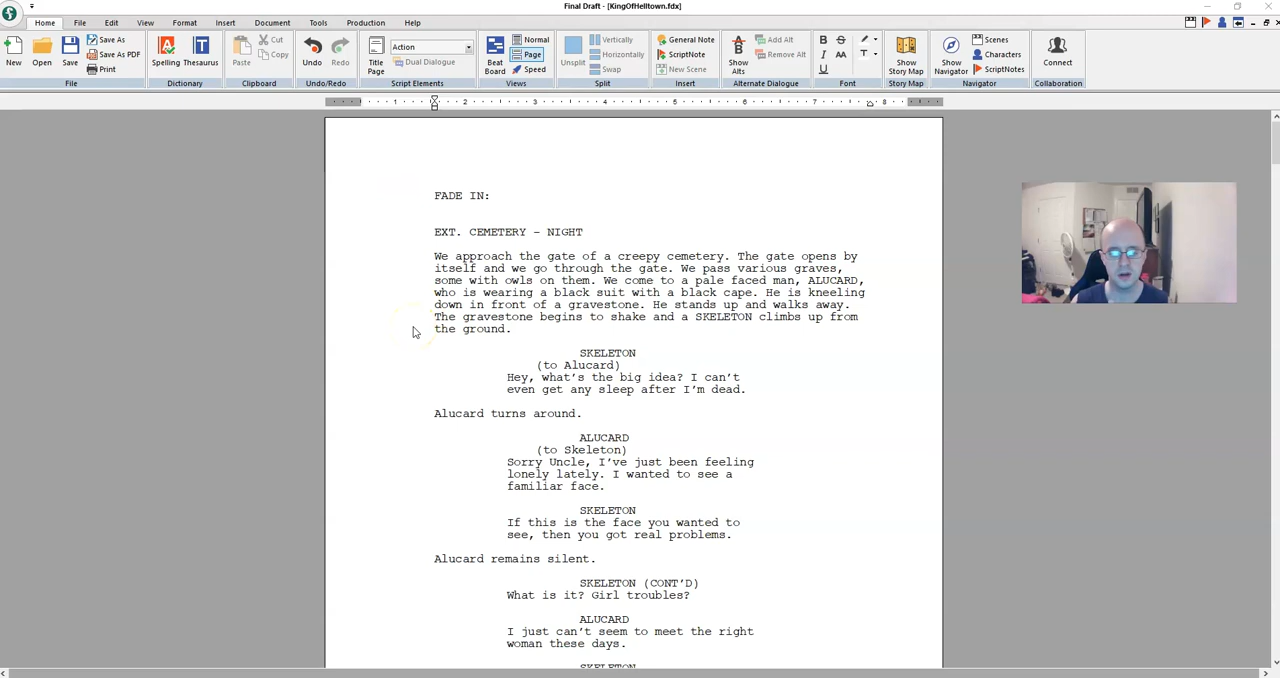 Final Draft - [KingOfHelltown.fdx]
Home File Edit View Format Insert Document Tools Production Help
New Open Save Save As Save As PDF Print File
Spelling Thesaurus Dictionary
Paste Cut Copy Clipboard
Undo Redo Undo/Redo
Title Page Action Dual Dialogue Script Elements
Beat Board Normal Page Speed Views
Unsplit Vertically Horizontally Swap Split
General Note ScriptNote New Scene Insert
Show Alts Add Alt Remove Alt Alternate Dialogue
B S I AA U T Font
Show Story Map Story Map
Show Navigator Scenes Characters ScriptNotes Navigator
Connect Collaboration
1 2 3 4 5 6 7 8
FADE IN:
EXT. CEMETERY - NIGHT
We approach the gate of a creepy cemetery. The gate opens by
itself and we go through the gate. We pass various graves,
some with owls on them. We come to a pale faced man, ALUCARD,
who is wearing a black suit with a black cape. He is kneeling
down in front of a gravestone. He stands up and walks away.
The gravestone begins to shake and a SKELETON climbs up from
the ground.
SKELETON
(to Alucard)
Hey, what's the big idea? I can't
even get any sleep after I'm dead.
Alucard turns around.
ALUCARD
(to Skeleton)
Sorry Uncle, I've just been feeling
lonely lately. I wanted to see a
familiar face.
SKELETON
If this is the face you wanted to
see, then you got real problems.
Alucard remains silent.
SKELETON (CONT'D)
What is it? Girl troubles?
ALUCARD
I just can't seem to meet the right
woman these days.
SKELETON